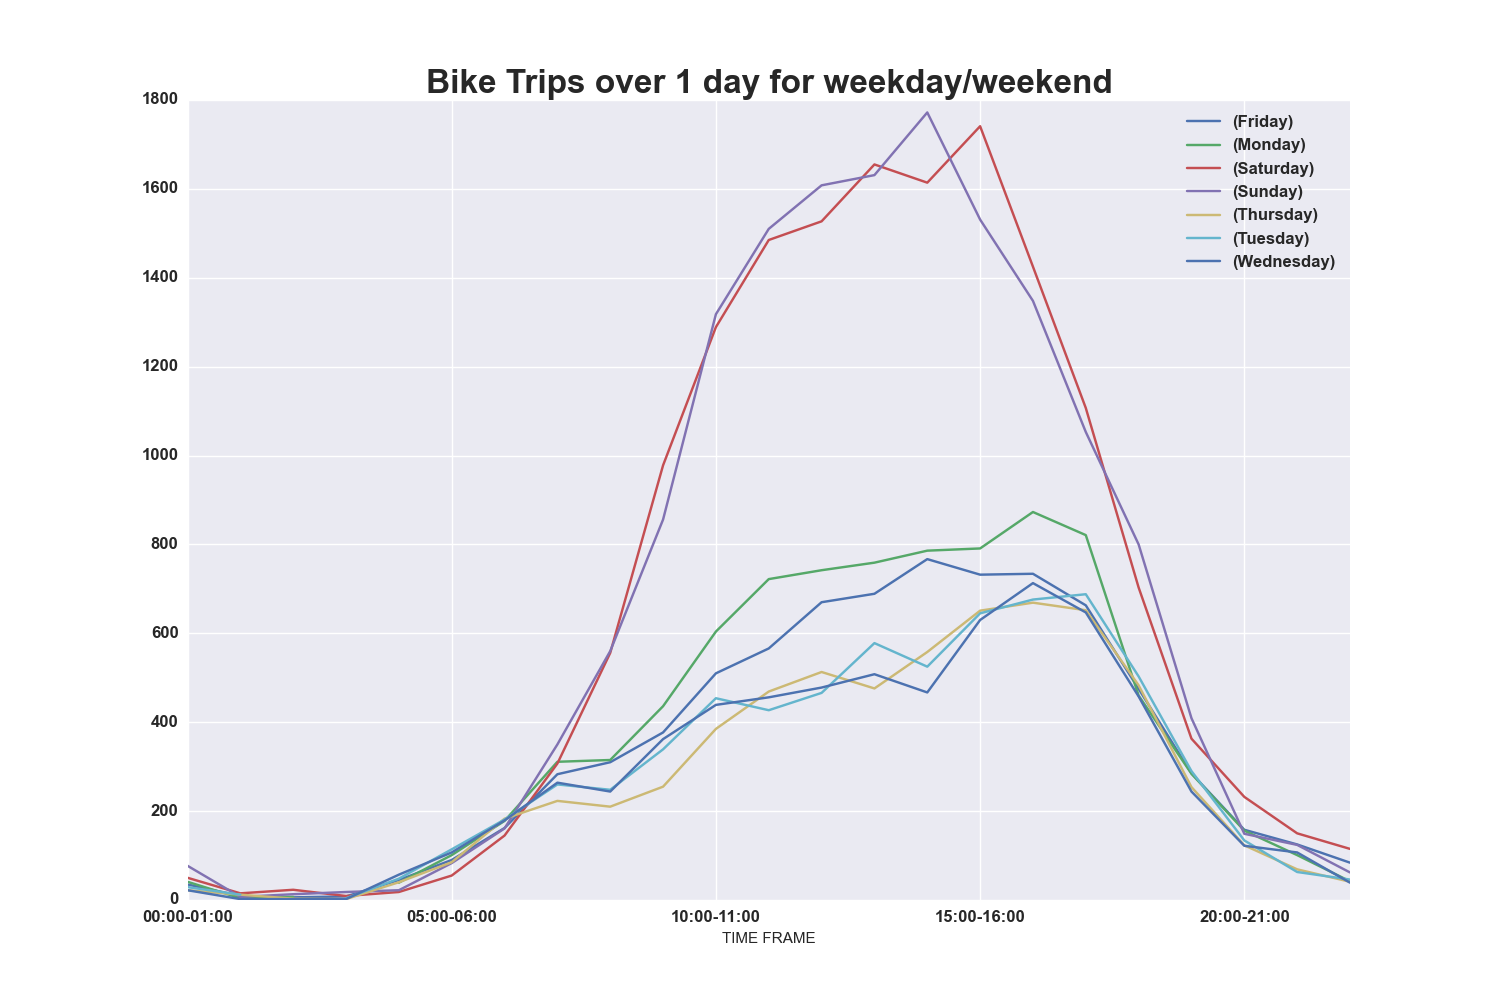 Bike Trips over 1 day for weekday/weekend
1800
1600
1400
1200
1000
800
600
400
200
0
(Friday)
(Monday)
(Saturday)
(Sunday)
(Thursday)
(Tuesday)
(Wednesday)
00:00-01:00 05:00-06:00 10:00-11:00 15:00-16:00 20:00-21:00
TIME FRAME